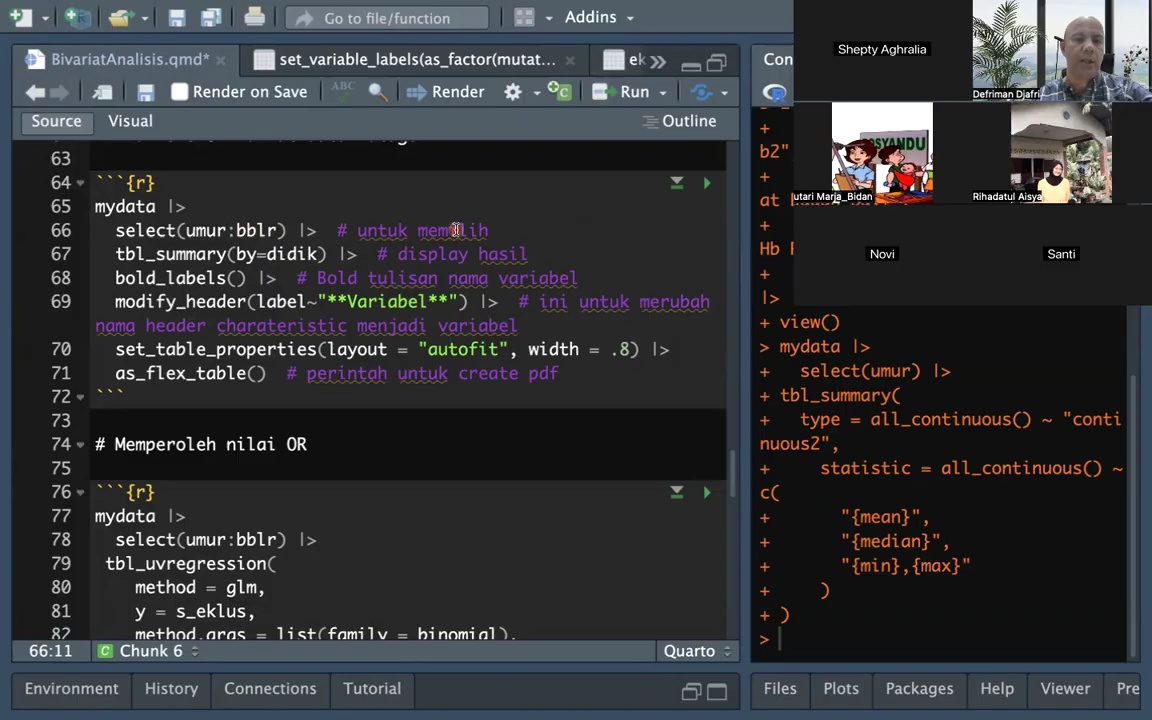 Go to file/function
Addins
BivariatAnalisis.qmd*
set_variable_labels(as_factor(mutat...
ek
Render on Save
ABC
Render
Run
Source
Visual
Outline
63
64 ```{r}
65 mydata |>
66 select(umur:bblr) |> # untuk memilih
67 tbl_summary(by=didik) |> # display hasil
68 bold_labels() |> # Bold tulisan nama variabel
69 modify_header(label~"**Variabel**") |> # ini untuk merubah
nama header charateristic menjadi variabel
70 set_table_properties(layout = "autofit", width = .8) |>
71 as_flex_table() # perintah untuk create pdf
72 ```
73
74 # Memperoleh nilai OR
75
76 ```{r}
77 mydata |>
78 select(umur:bblr) |>
79 tbl_uvregression(
80 method = glm,
81 y = s_eklus,
82 method.args = list(family = binomial),
66:11
Chunk 6
Quarto
Environment
History
Connections
Tutorial
Con
+
b2",
+
at
+
Hb
+
|>
+ view()
> mydata |>
+ select(umur) |>
+ tbl_summary(
+ type = all_continuous() ~ "conti
nuous2",
+ statistic = all_continuous() ~
c(
+ "{mean}",
+ "{median}",
+ "{min},{max}"
+ )
+ )
>
Files
Plots
Packages
Help
Viewer
Pre
Shepty Aghralia
Defriman Djafri
OSYANDU
utari Marja_Bidan
Rihadatul Aisya
Novi
Santi